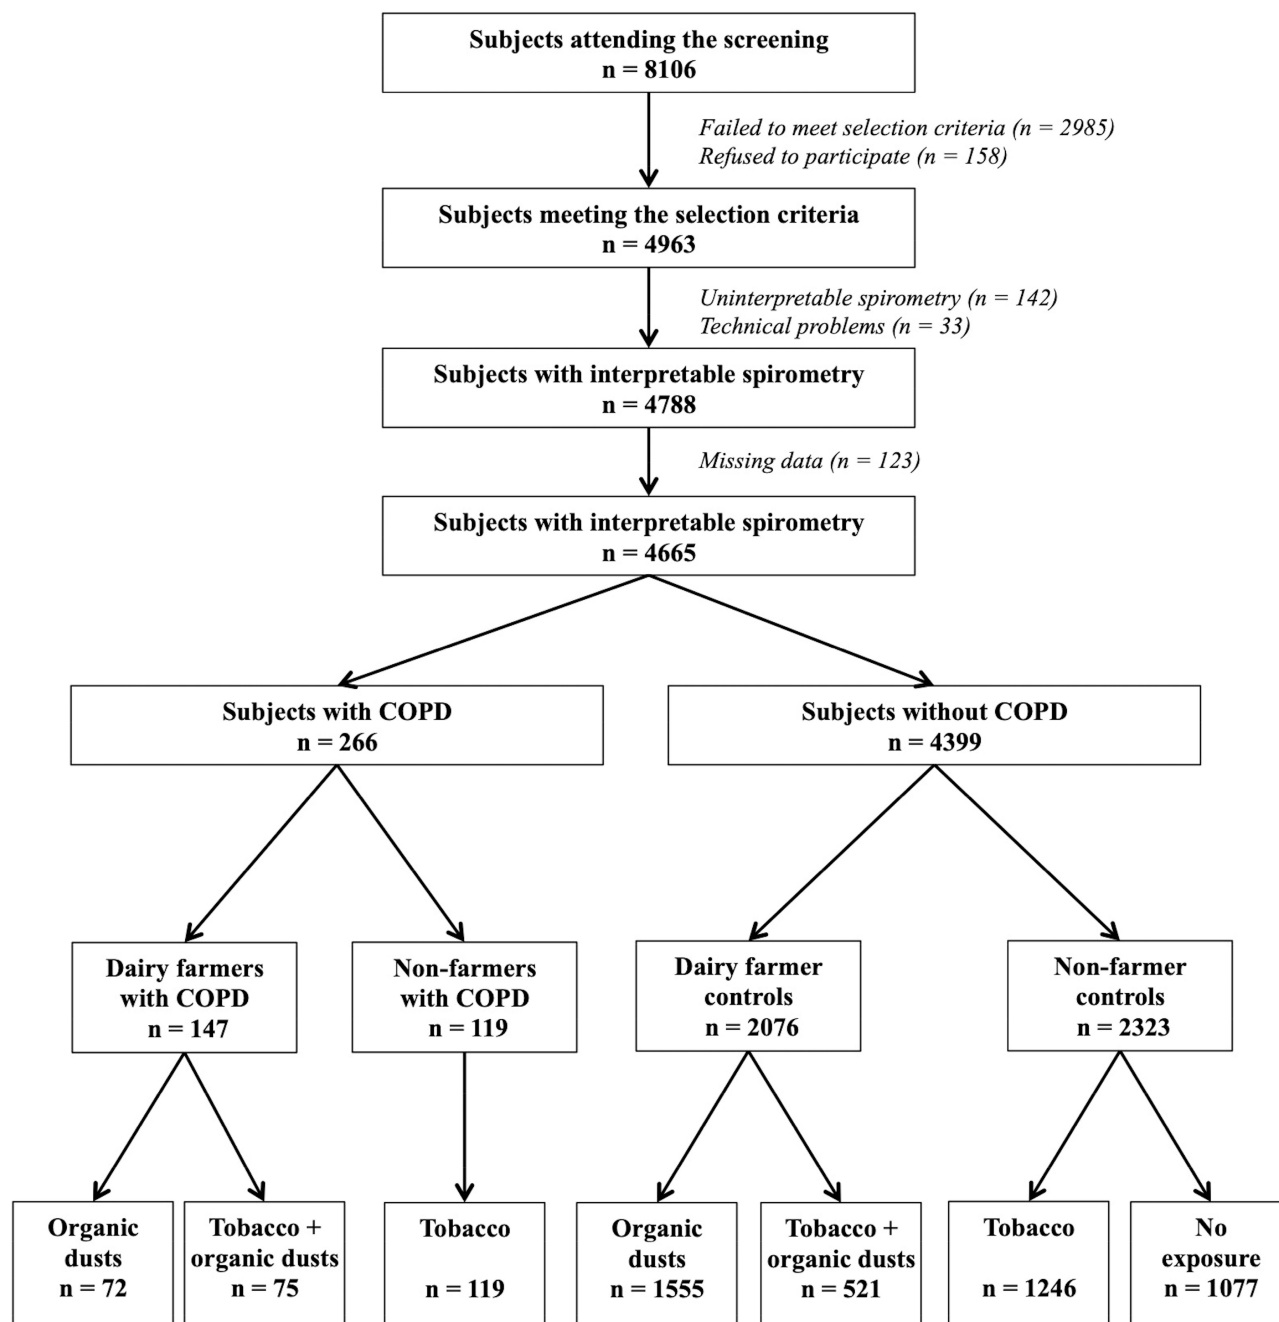 Subjects attending the screening
n = 8106
Failed to meet selection criteria (n = 2985)
Refused to participate (n = 158)
Subjects meeting the selection criteria
n = 4963
Uninterpretable spirometry (n = 142)
Technical problems (n = 33)
Subjects with interpretable spirometry
n = 4788
Missing data (n = 123)
Subjects with interpretable spirometry
n = 4665
Subjects with COPD
n = 266
Subjects without COPD
n = 4399
Dairy farmers
with COPD
n = 147
Non-farmers
with COPD
n = 119
Dairy farmer
controls
n = 2076
Non-farmer
controls
n = 2323
Organic
dusts
n = 72
Tobacco +
organic dusts
n = 75
Tobacco
n = 119
Organic
dusts
n = 1555
Tobacco +
organic dusts
n = 521
Tobacco
n = 1246
No
exposure
n = 1077